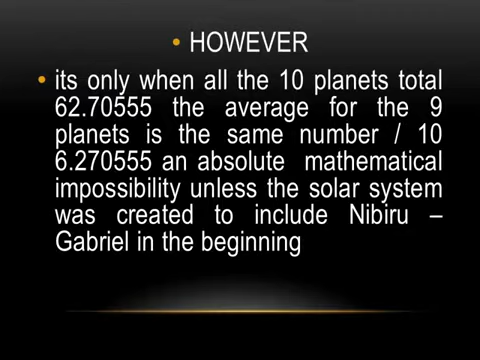 • HOWEVER
• its only when all the 10 planets total
62.70555 the average for the 9
planets is the same number / 10
6.270555 an absolute mathematical
impossibility unless the solar system
was created to include Nibiru –
Gabriel in the beginning